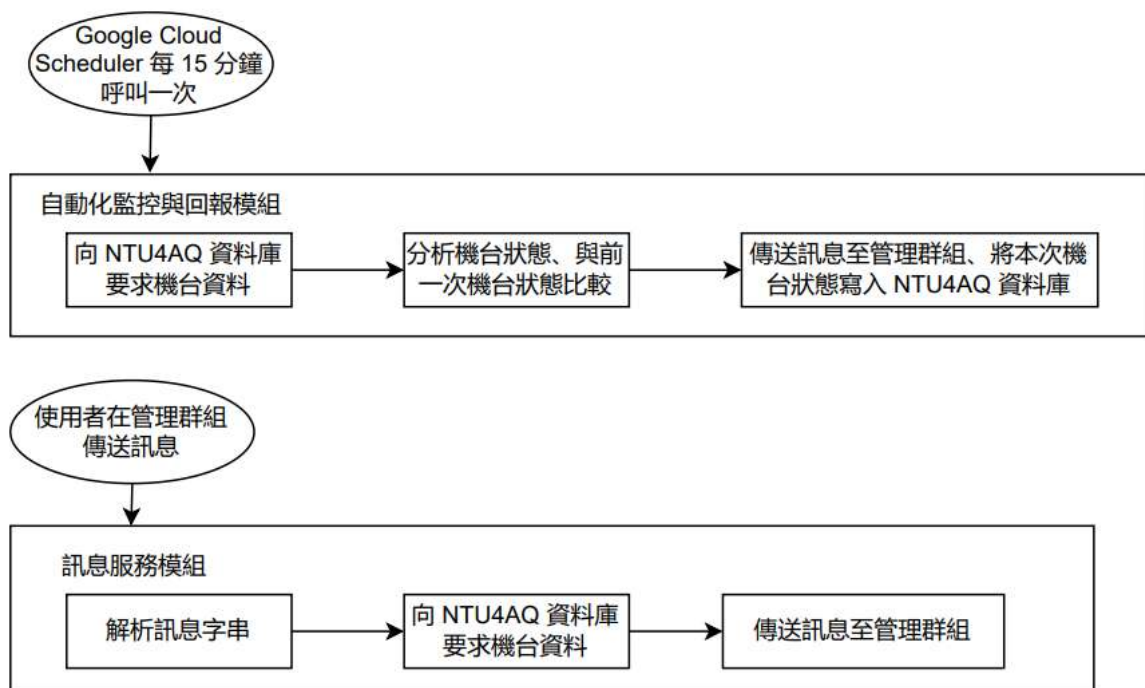 Google Cloud
Scheduler 每 15 分鐘
呼叫一次
自動化監控與回報模組
向 NTU4AQ 資料庫
要求機台資料
分析機台狀態、與前
一次機台狀態比較
傳送訊息至管理群組、將本次機
台狀態寫入 NTU4AQ 資料庫
使用者在管理群組
傳送訊息
訊息服務模組
解析訊息字串
向 NTU4AQ 資料庫
要求機台資料
傳送訊息至管理群組